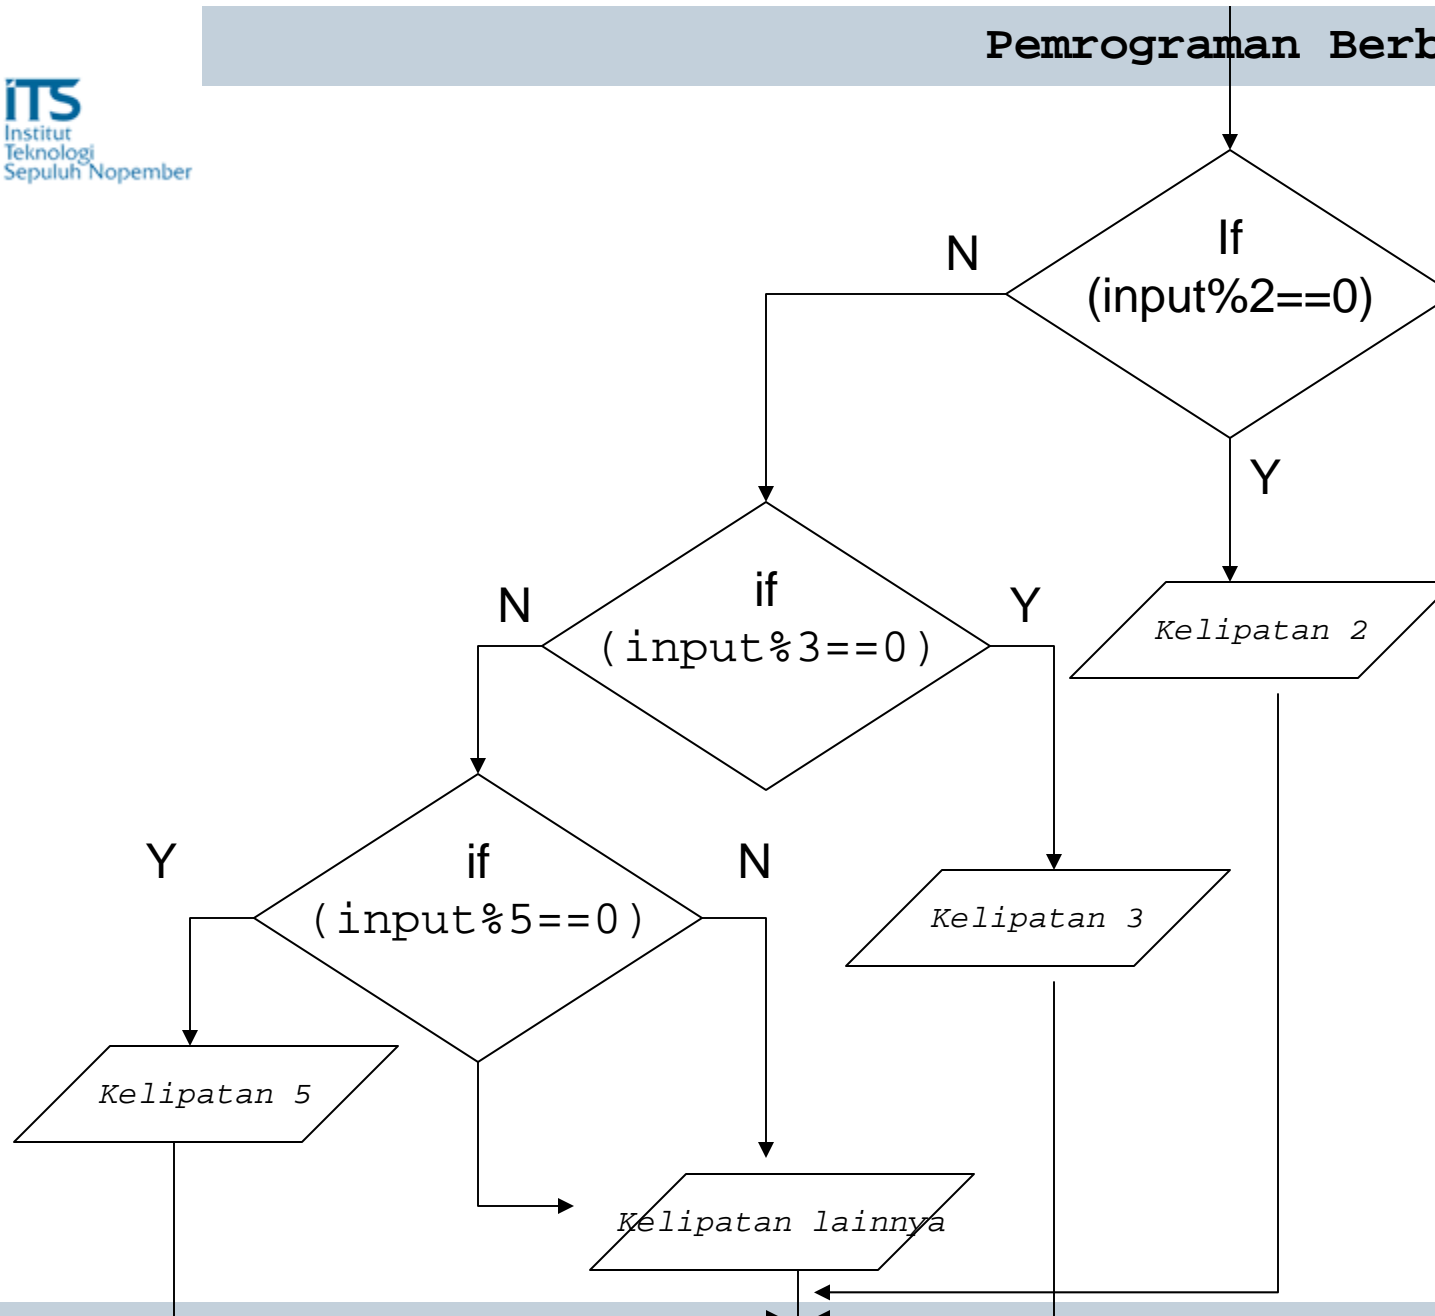 Pemrograman Berb
iTS
Institut
Teknologi
Sepuluh Nopember
N
If
(input%2==0)
Y
N
if
(input%3==0)
Y
Kelipatan 2
Y
if
(input%5==0)
N
Kelipatan 3
Kelipatan 5
Kelipatan lainnya